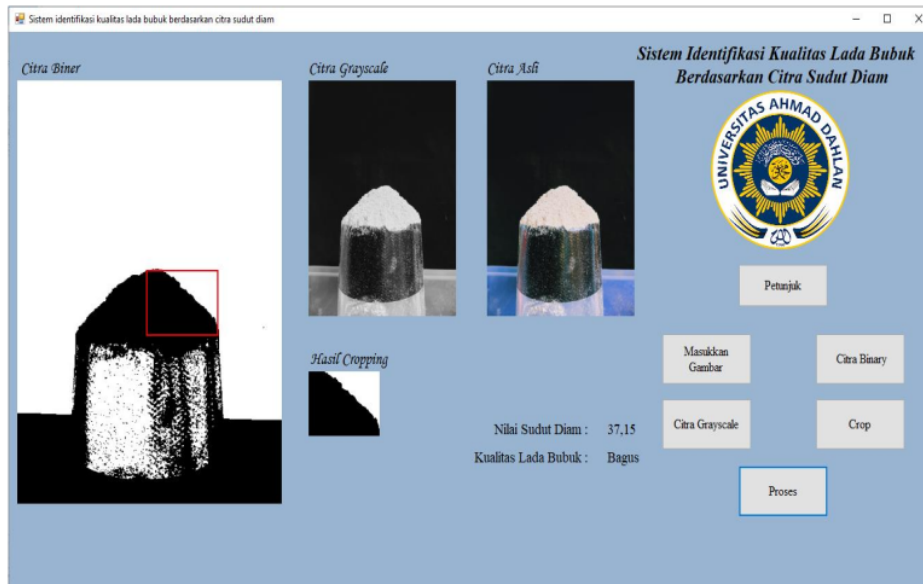 Sistem identifikasi kualitas lada bubuk berdasarkan citra sudut diam
Sistem Identifikasi Kualitas Lada Bubuk
Berdasarkan Citra Sudut Diam
Citra Biner
Citra Grayscale
Citra Asli
UNIVERSITAS AHMAD DAHLAN
Petunjuk
Masukkan
Gambar
Citra Binary
Hasil Cropping
Citra Grayscale
Crop
Nilai Sudut Diam : 37,15
Kualitas Lada Bubuk : Bagus
Proses